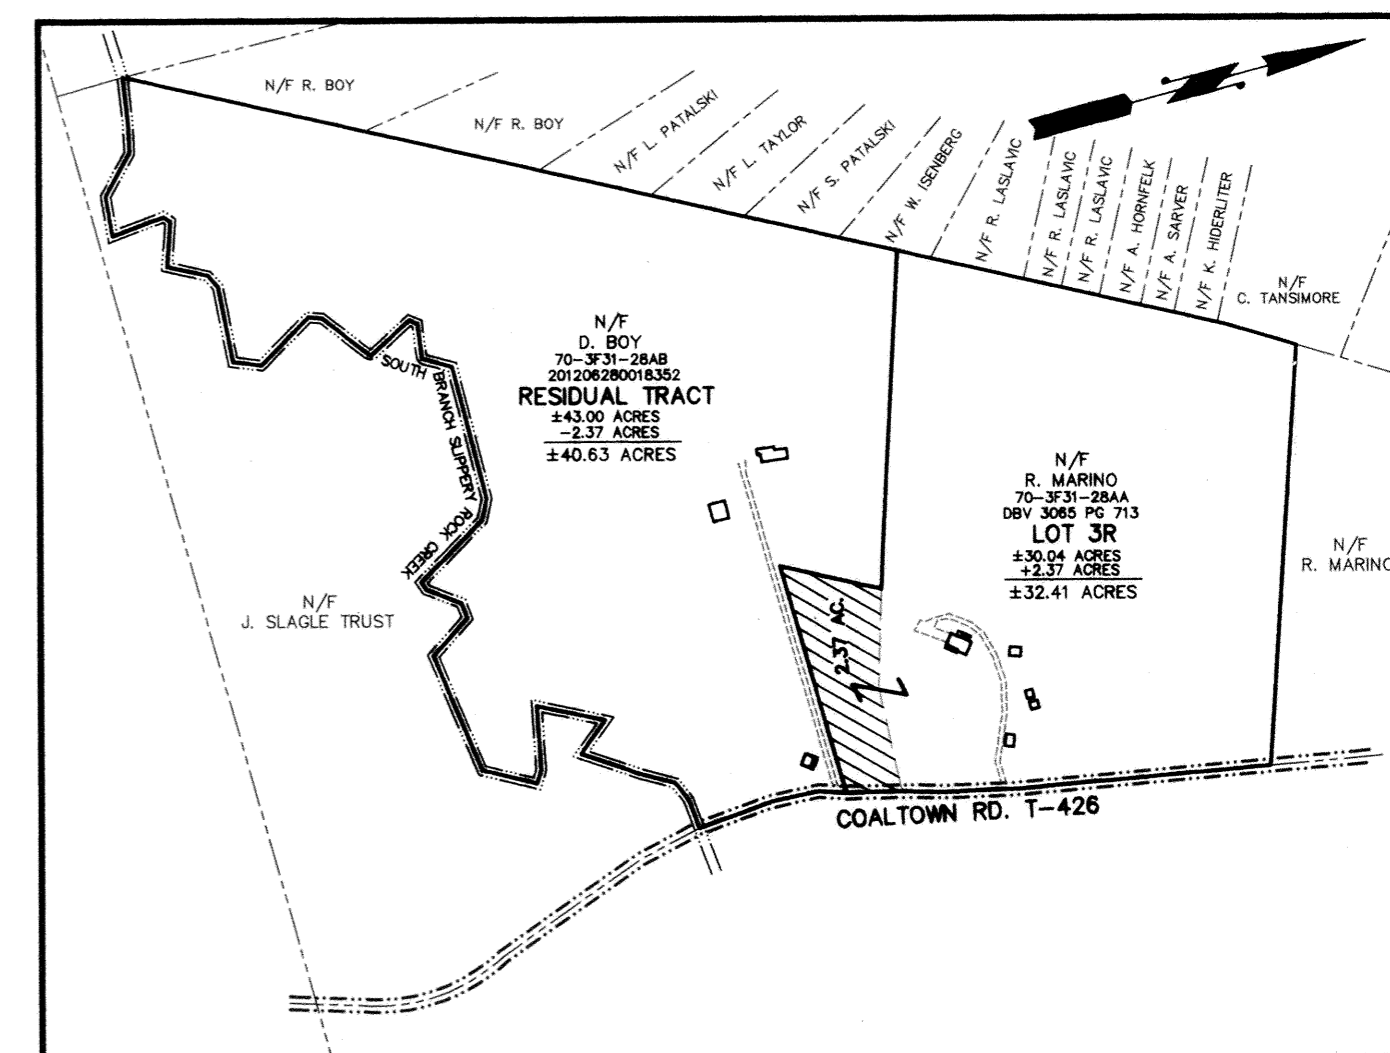 N/F R. BOY
N/F R. BOY
N/F L. PATALSKI
N/F L. TAYLOR
N/F S. PATALSKI
N/F W. ISENBERG
N/F R. LASLAVIC
N/F R. LASLAVIC
N/F R. LASLAVIC
N/F A. HORNFELK
N/F A. SARVER
N/F K. HIDERLITER
N/F
C. TANSIMORE
N/F
D. BOY
70-3F31-28AB
201206280018352
RESIDUAL TRACT
±43.00 ACRES
-2.37 ACRES
±40.63 ACRES
SOUTH BRANCH SLIPPERY ROCK CREEK
N/F
R. MARINO
70-3F31-28AA
DBV 3065 PG 713
LOT 3R
±30.04 ACRES
+2.37 ACRES
±32.41 ACRES
N/F
R. MARINO
N/F
J. SLAGLE TRUST
2.37 AC.
COALTOWN RD. T-426